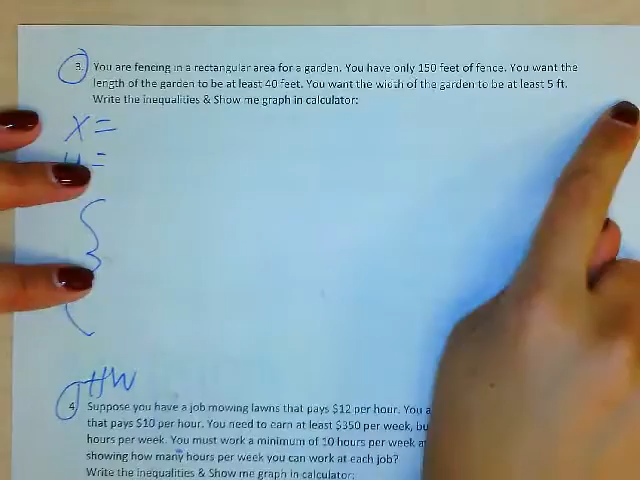 3. You are fencing in a rectangular area for a garden. You have only 150 feet of fence. You want the
length of the garden to be at least 40 feet. You want the width of the garden to be at least 5 ft.
Write the inequalities & Show me graph in calculator:
X =
y =
HW
4. Suppose you have a job mowing lawns that pays $12 per hour. You
that pays $10 per hour. You need to earn at least $350 per week,
hours per week. You must work a minimum of 10 hours per week
showing how many hours per week you can work at each job?
Write the inequalities & Show me graph in calculator: